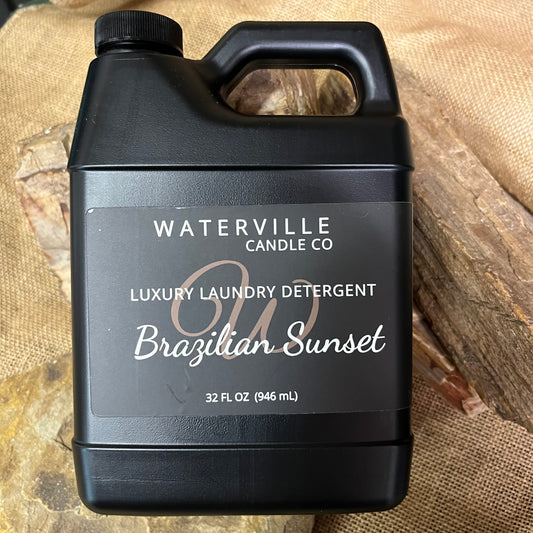 WATERVILLE
CANDLE CO
LUXURY LAUNDRY DETERGENT
W
Brazilian Sunset
32 FL OZ (946 mL)